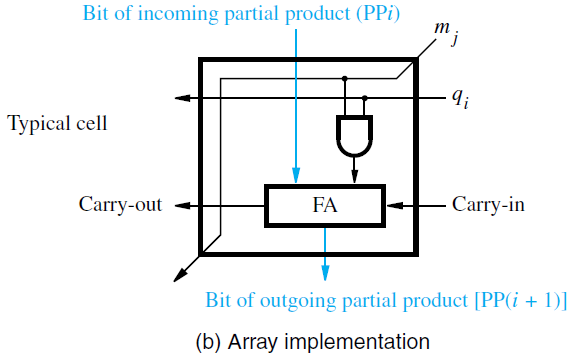 Bit of incoming partial product (PPi)
m j
q i
Typical cell
Carry-out
FA
Carry-in
Bit of outgoing partial product [PP(i + 1)]
(b) Array implementation